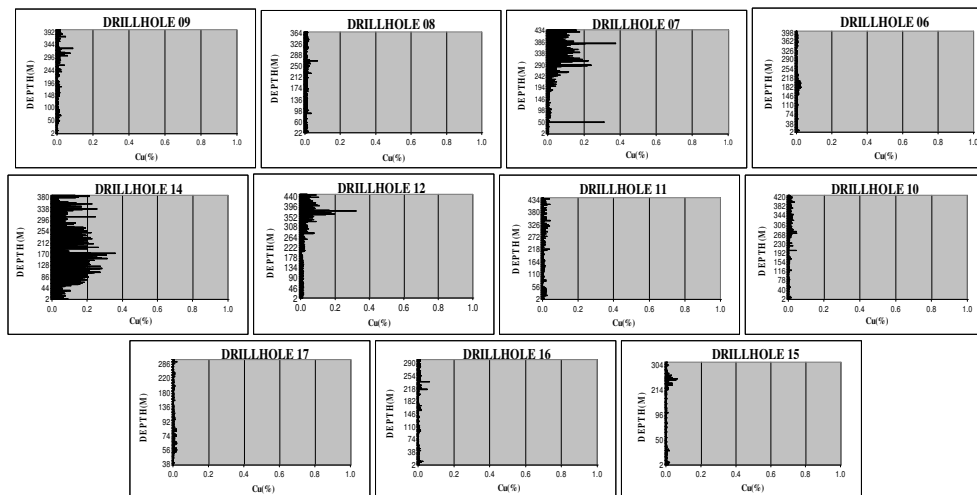 DRILLHOLE 09
DEPTH(M)
392
344
296
246
196
148
100
50
2
0.0 0.2 0.4 0.6 0.8 1.0
Cu(%)
DRILLHOLE 08
DEPTH(M)
364
326
288
250
212
174
136
98
60
22
0.0 0.2 0.4 0.6 0.8 1.0
Cu(%)
DRILLHOLE 07
DEPTH(M)
434
386
338
290
242
194
146
98
50
2
0.0 0.2 0.4 0.6 0.8 1.0
Cu(%)
DRILLHOLE 06
DEPTH(M)
398
362
326
290
254
218
182
146
110
74
38
2
0.0 0.2 0.4 0.6 0.8 1.0
Cu(%)
DRILLHOLE 14
DEPTH(M)
380
338
296
254
212
170
128
86
44
2
0.0 0.2 0.4 0.6 0.8 1.0
Cu(%)
DRILLHOLE 12
DEPTH(M)
440
396
352
308
264
222
178
134
90
46
2
0.0 0.2 0.4 0.6 0.8 1.0
Cu(%)
DRILLHOLE 11
DEPTH(M)
434
380
326
272
218
164
110
56
2
0.0 0.2 0.4 0.6 0.8 1.0
Cu(%)
DRILLHOLE 10
DEPTH(M)
420
382
344
306
268
230
192
154
116
78
40
2
0.0 0.2 0.4 0.6 0.8 1.0
Cu(%)
DRILLHOLE 17
DEPTH(M)
286
220
180
136
92
74
56
38
0.0 0.2 0.4 0.6 0.8 1.0
Cu(%)
DRILLHOLE 16
DEPTH(M)
290
254
218
182
146
110
74
38
2
0.0 0.2 0.4 0.6 0.8 1.0
Cu(%)
DRILLHOLE 15
DEPTH(M)
304
214
96
50
2
0.0 0.2 0.4 0.6 0.8 1.0
Cu(%)